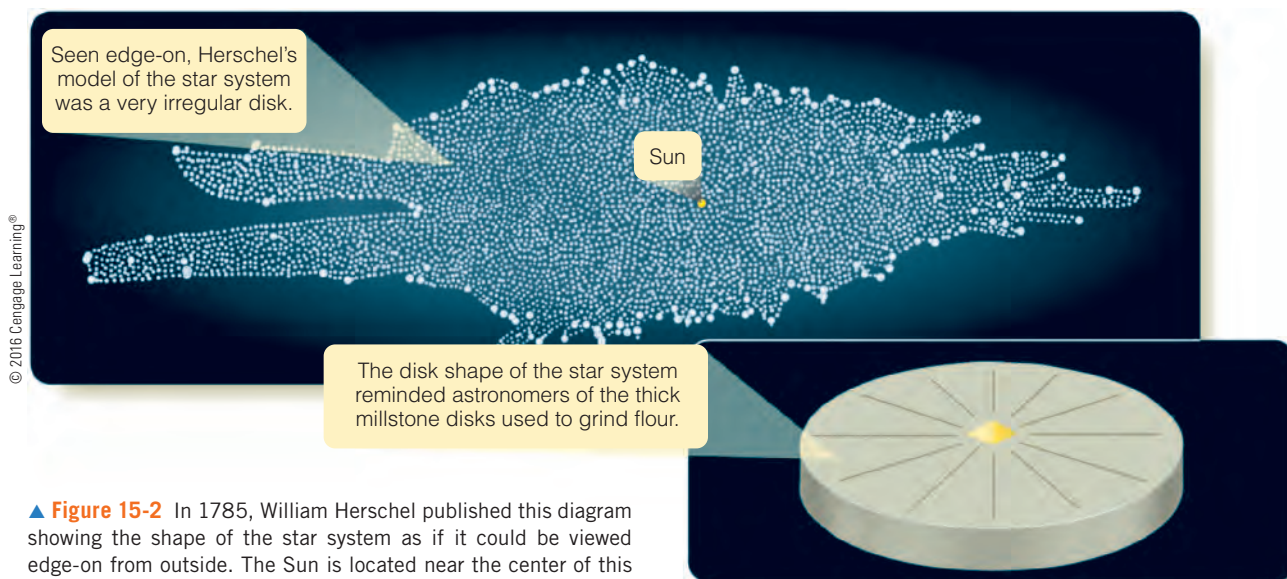 Seen edge-on, Herschel's
model of the star system
was a very irregular disk.
Sun
© 2016 Cengage Learning®
The disk shape of the star system
reminded astronomers of the thick
millstone disks used to grind flour.
▲ Figure 15-2 In 1785, William Herschel published this diagram
showing the shape of the star system as if it could be viewed
edge-on from outside. The Sun is located near the center of this